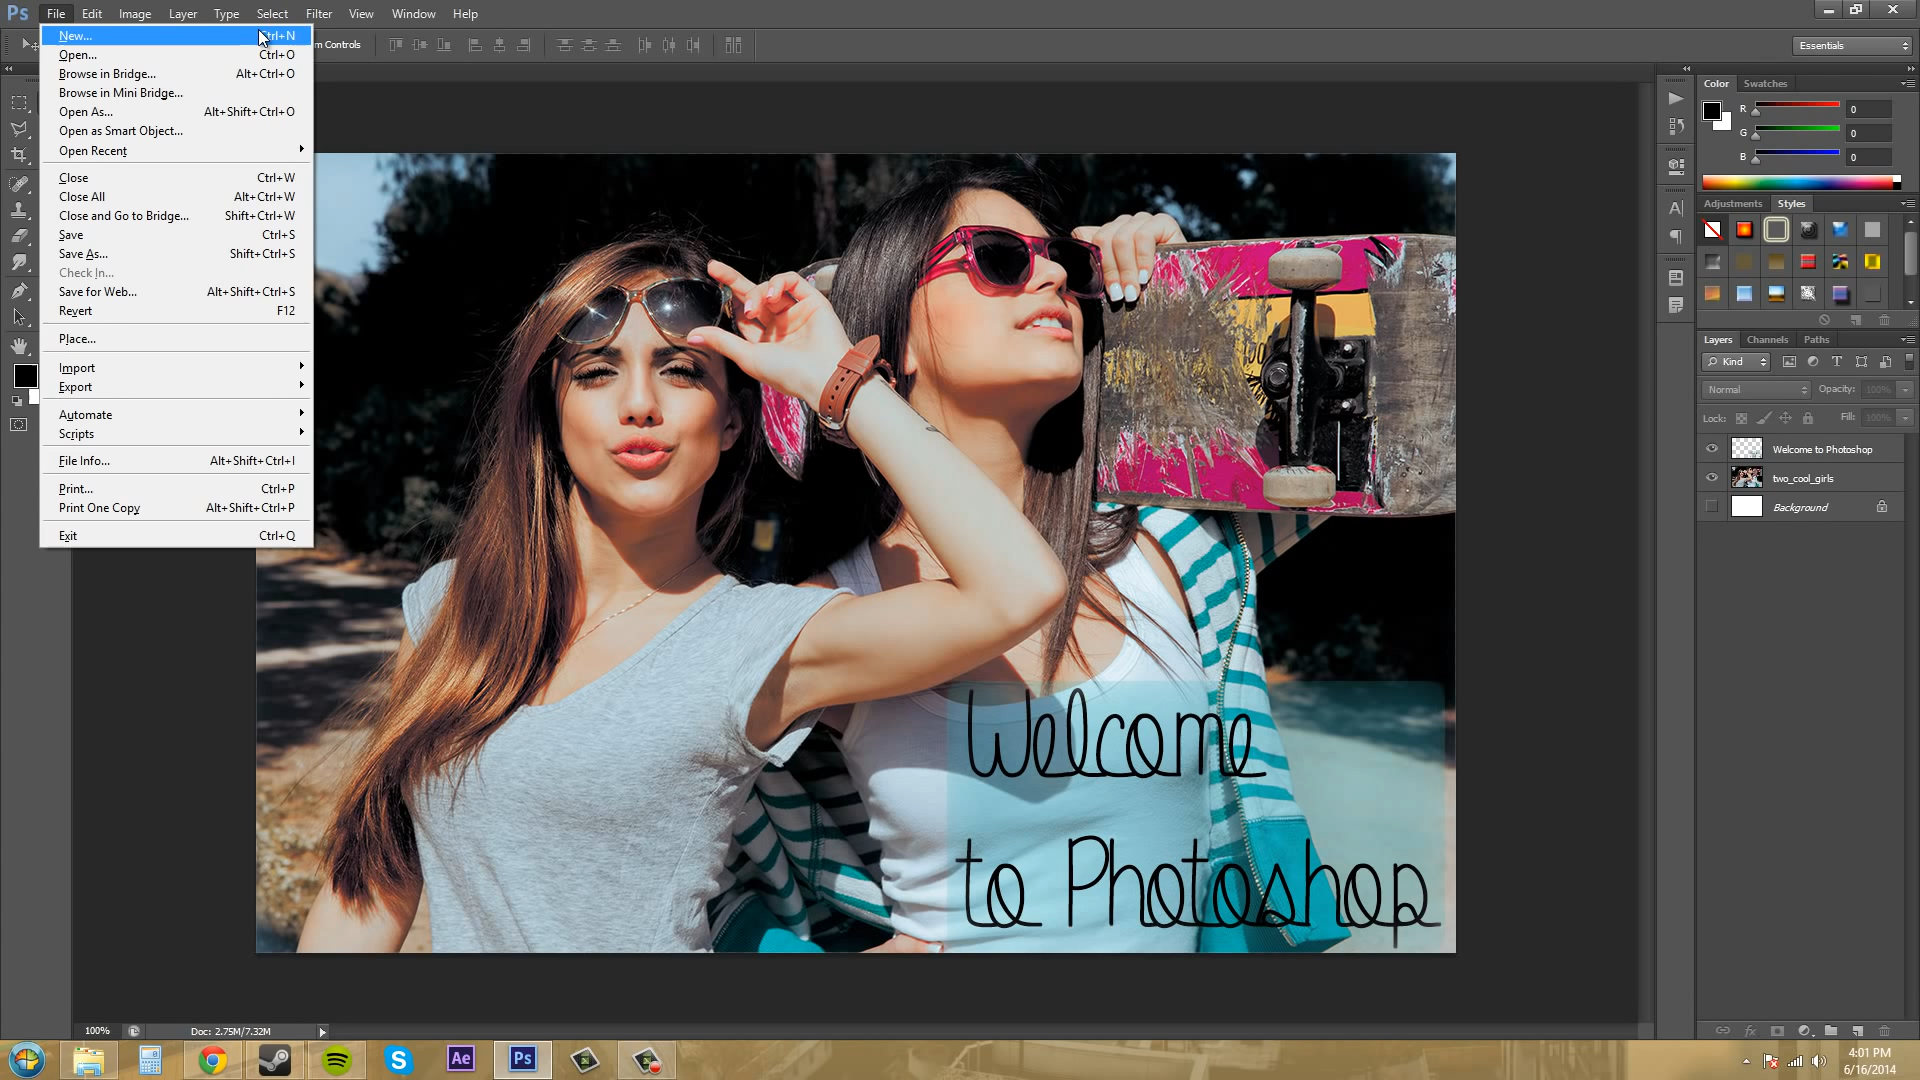 Ps File Edit Image Layer Type Select Filter View Window Help
New... Ctrl+N
m Controls
Essentials
Open... Ctrl+O
Browse in Bridge... Alt+Ctrl+O
Browse in Mini Bridge...
Open As... Alt+Shift+Ctrl+O
Open as Smart Object...
Open Recent
Close Ctrl+W
Close All Alt+Ctrl+W
Close and Go to Bridge... Shift+Ctrl+W
Save Ctrl+S
Save As... Shift+Ctrl+S
Check In...
Save for Web... Alt+Shift+Ctrl+S
Revert F12
Place...
Import
Export
Automate
Scripts
File Info... Alt+Shift+Ctrl+I
Print... Ctrl+P
Print One Copy Alt+Shift+Ctrl+P
Exit Ctrl+Q
Color Swatches
R 0
G 0
B 0
Adjustments Styles
Layers Channels Paths
Kind
Normal Opacity: 100%
Lock: Fill: 100%
Welcome to Photoshop
two_cool_girls
Background
Welcome
to Photoshop
100% Doc: 2.75M/7.32M
Ae Ps
4:01 PM
6/16/2014